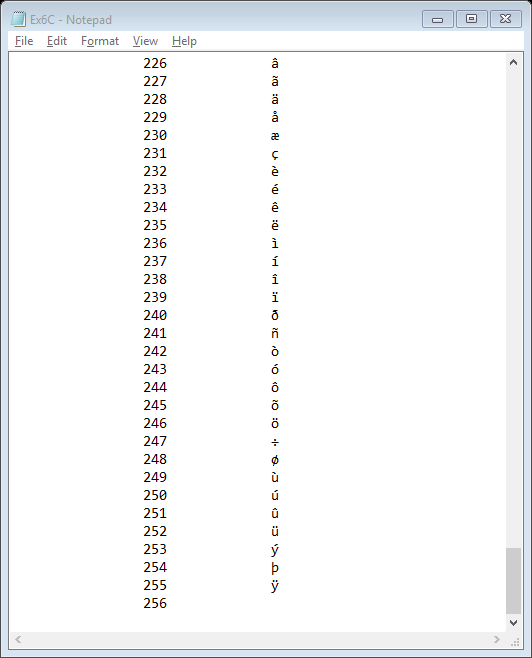 Ex6C - Notepad
File Edit Format View Help
226 â
227 ã
228 ä
229 å
230 æ
231 ç
232 è
233 é
234 ê
235 ë
236 ì
237 í
238 î
239 ï
240 ð
241 ñ
242 ò
243 ó
244 ô
245 õ
246 ö
247 ÷
248 ø
249 ù
250 ú
251 û
252 ü
253 ý
254 þ
255 ÿ
256